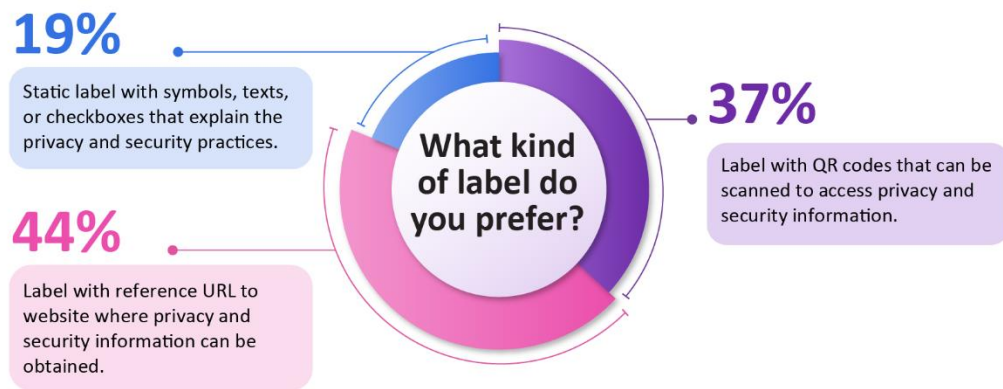 19%
Static label with symbols, texts,
or checkboxes that explain the
privacy and security practices.
44%
Label with reference URL to
website where privacy and
security information can be
obtained.
What kind
of label do
you prefer?
37%
Label with QR codes that can be
scanned to access privacy and
security information.